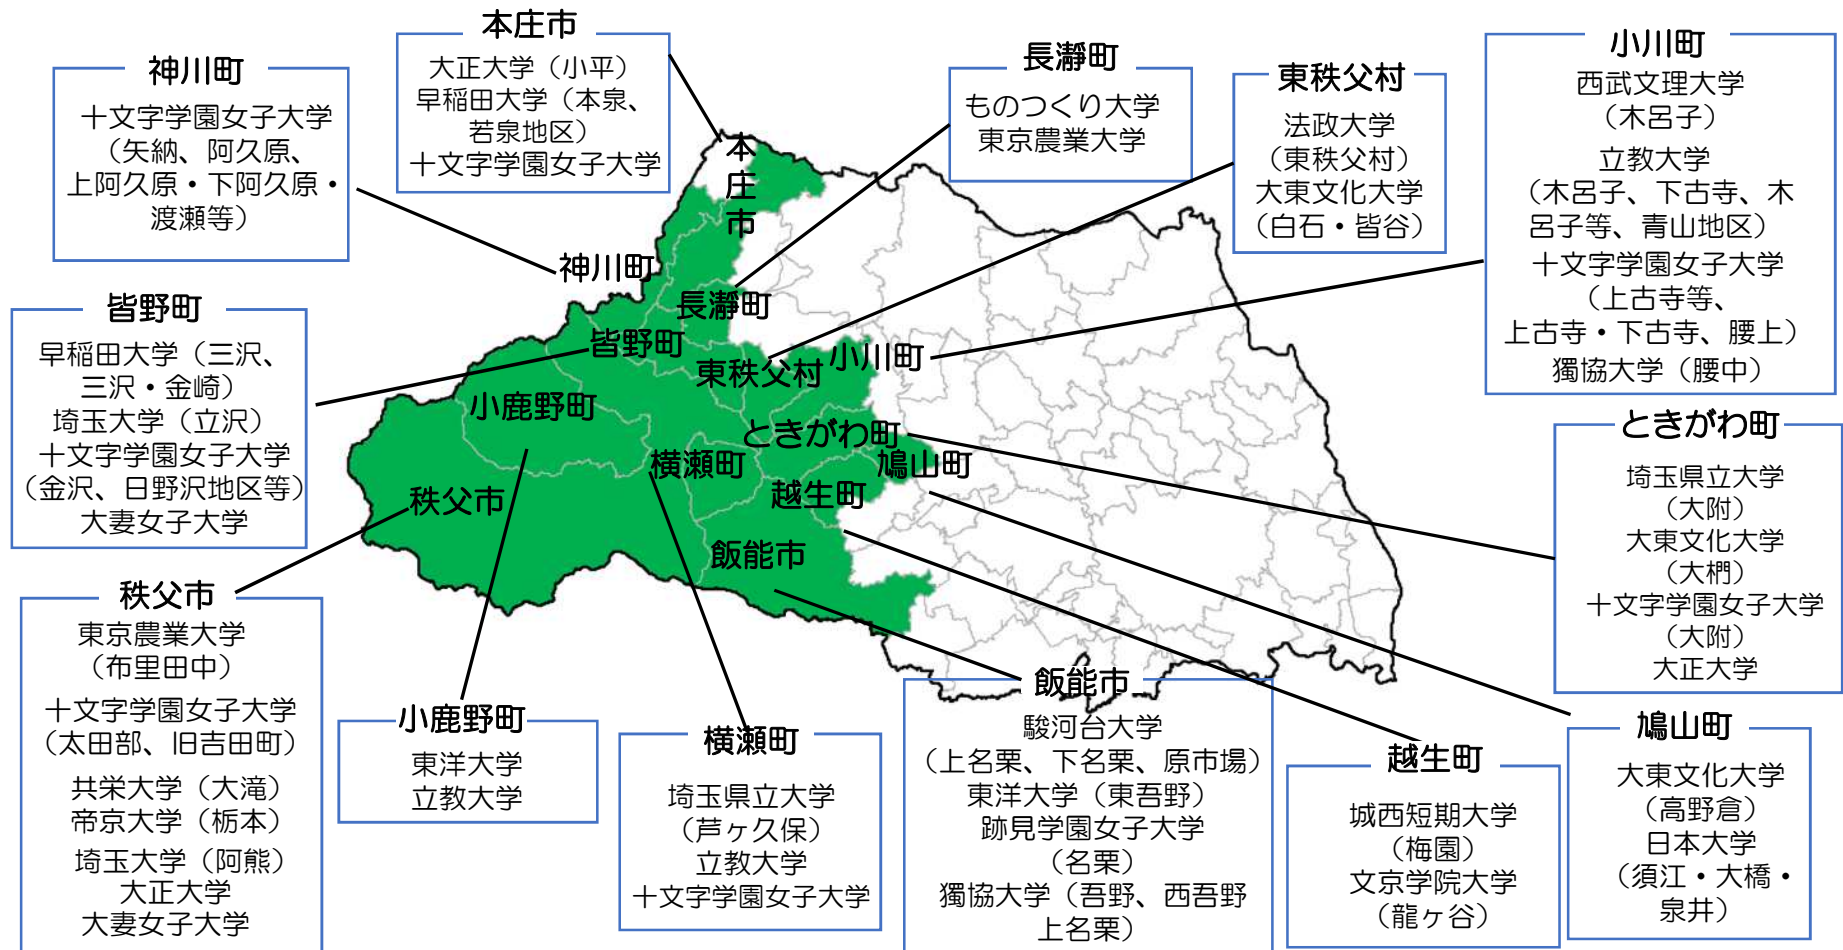 本庄市
大正大学（小平）
早稲田大学（本泉、
若泉地区）
十文字学園女子大学
神川町
十文字学園女子大学
（矢納、阿久原、
上阿久原・下阿久原・
渡瀬等）
長瀞町
ものつくり大学
東京農業大学
東秩父村
法政大学
（東秩父村）
大東文化大学
（白石・皆谷）
小川町
西武文理大学
（木呂子）
立教大学
（木呂子、下古寺、木
呂子等、青山地区）
十文字学園女子大学
（上古寺等、
上古寺・下古寺、腰上）
獨協大学（腰中）
皆野町
早稲田大学（三沢、
三沢・金崎）
埼玉大学（立沢）
十文字学園女子大学
（金沢、日野沢地区等）
大妻女子大学
本庄市
神川町
長瀞町
皆野町
東秩父村
小川町
小鹿野町
ときがわ町
横瀬町
鳩山町
越生町
秩父市
飯能市
ときがわ町
埼玉県立大学
（大附）
大東文化大学
（大椚）
十文字学園女子大学
（大附）
大正大学
秩父市
東京農業大学
（布里田中）
十文字学園女子大学
（太田部、旧吉田町）
共栄大学（大滝）
帝京大学（栃本）
埼玉大学（阿熊）
大正大学
大妻女子大学
小鹿野町
東洋大学
立教大学
横瀬町
埼玉県立大学
（芦ヶ久保）
立教大学
十文字学園女子大学
飯能市
駿河台大学
（上名栗、下名栗、原市場）
東洋大学（東吾野）
跡見学園女子大学
（名栗）
獨協大学（吾野、西吾野
上名栗）
越生町
城西短期大学
（梅園）
文京学院大学
（龍ヶ谷）
鳩山町
大東文化大学
（高野倉）
日本大学
（須江・大橋・
泉井）